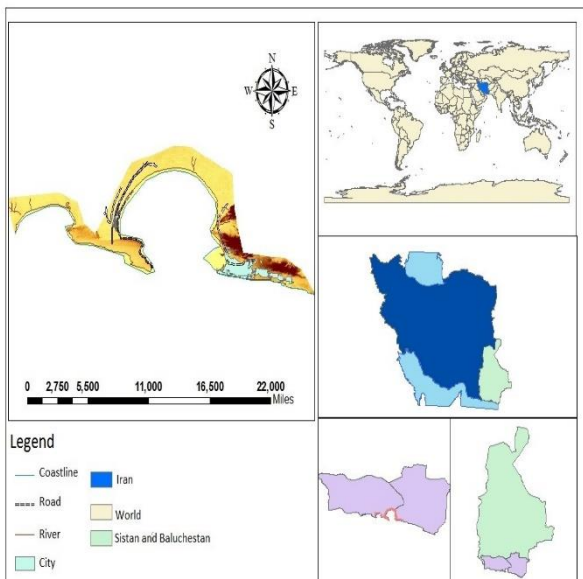 N
W E
S
0 2,750 5,500 11,000 16,500 22,000
Miles
Legend
Coastline
Road
River
City
Iran
World
Sistan and Baluchestan